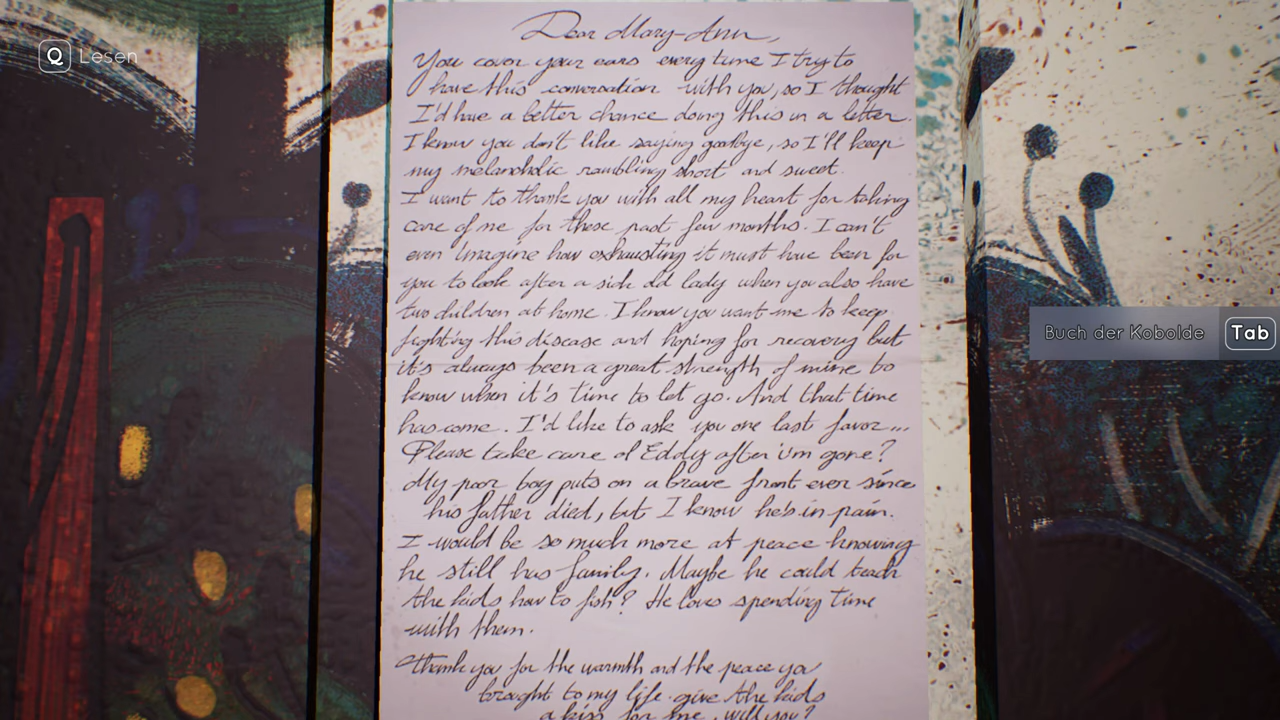 Q Lesen
Dear Mary-Ann,
You cover your ears every time I try to
have this conversation with you, so I thought
I'd have a better chance doing this in a letter.
I know you don't like saying goodbye, so I'll keep
my melancholic rambling short and sweet.
I want to thank you with all my heart for taking
care of me for these past few months. I can't
even imagine how exhausting it must have been for
you to look after a sick old lady when you also have
two children at home. I know you want me to keep
fighting this disease and hoping for recovery but
it's always been a great strength of mine to
know when it's time to let go. And that time
has come. I'd like to ask you one last favor...
Please take care of Eddy after i'm gone?
My poor boy puts on a brave front ever since
his father died, but I know he's in pain.
I would be so much more at peace knowing
he still has family. Maybe he could teach
the kids how to fish? He loves spending time
with them.
Thank you for the warmth and the peace you
brought to my life. give the kids
a kiss for me, will you?
Buch der Kobolde Tab